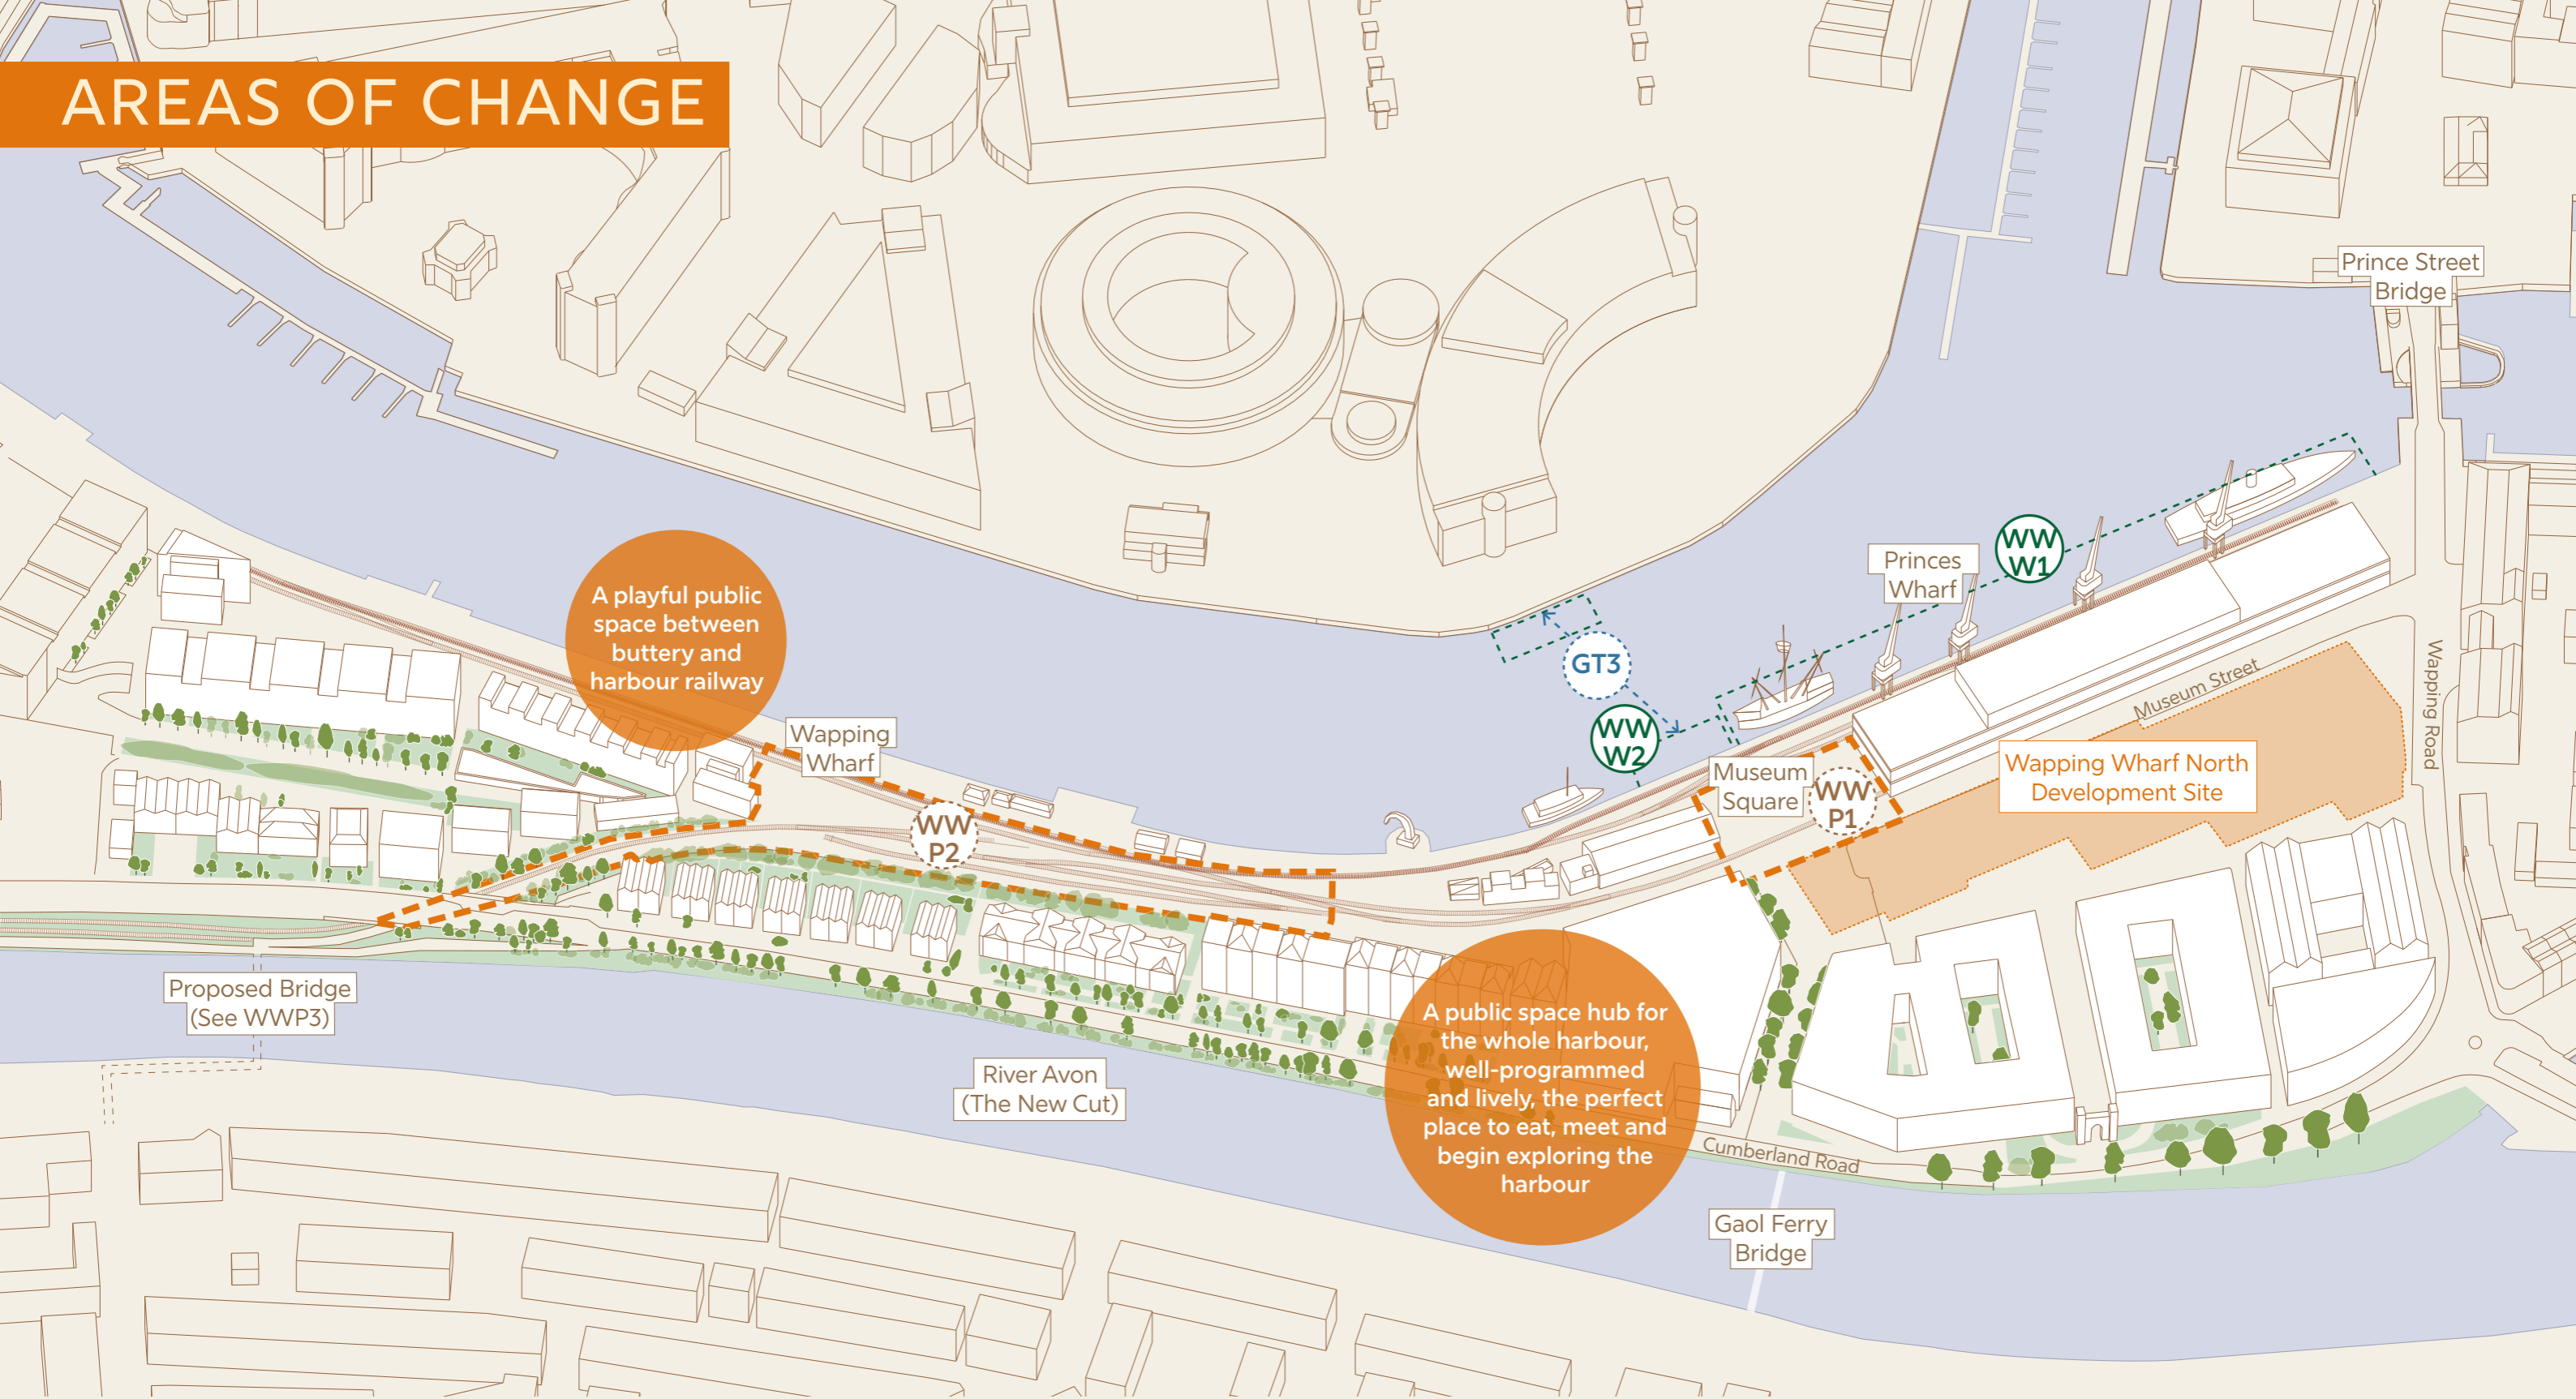 AREAS OF CHANGE
Prince Street
Bridge
Princes
Wharf
WW
W1
A playful public
space between
buttery and
harbour railway
GT3
Wapping
Wharf
WW
W2
Museum Street
Wapping Road
Wapping Wharf North
Development Site
Museum
Square
WW
P1
WW
P2
Proposed Bridge
(See WWP3)
River Avon
(The New Cut)
A public space hub for
the whole harbour,
well-programmed
and lively, the perfect
place to eat, meet and
begin exploring the
harbour
Cumberland Road
Gaol Ferry
Bridge